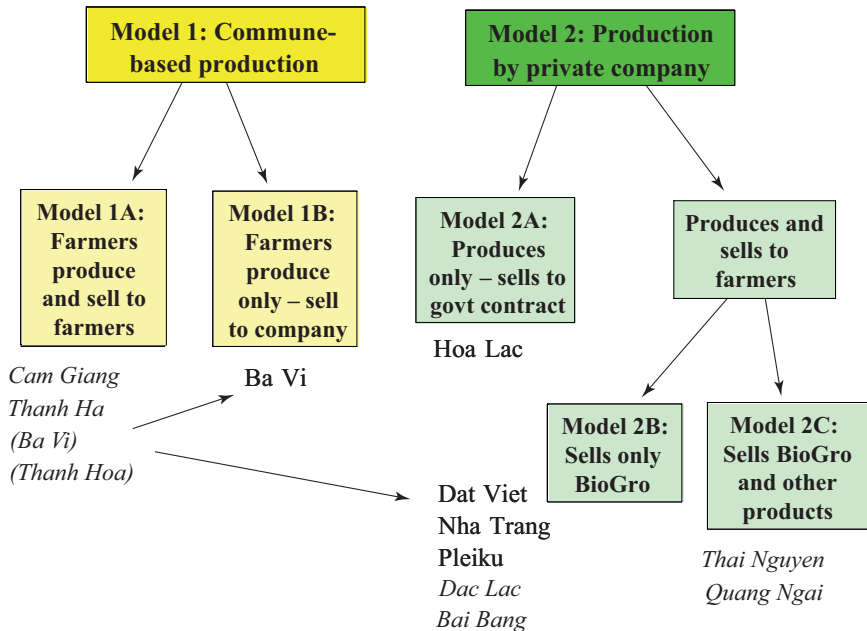 Model 1: Commune-
based production
Model 2: Production
by private company
Model 1A:
Farmers
produce
and sell to
farmers
Model 1B:
Farmers
produce
only – sell
to company
Model 2A:
Produces
only – sells to
govt contract
Produces and
sells to
farmers
Cam Giang
Thanh Ha
(Ba Vi)
(Thanh Hoa)
Ba Vi
Hoa Lac
Model 2B:
Sells only
BioGro
Model 2C:
Sells BioGro
and other
products
Dat Viet
Nha Trang
Pleiku
Dac Lac
Bai Bang
Thai Nguyen
Quang Ngai